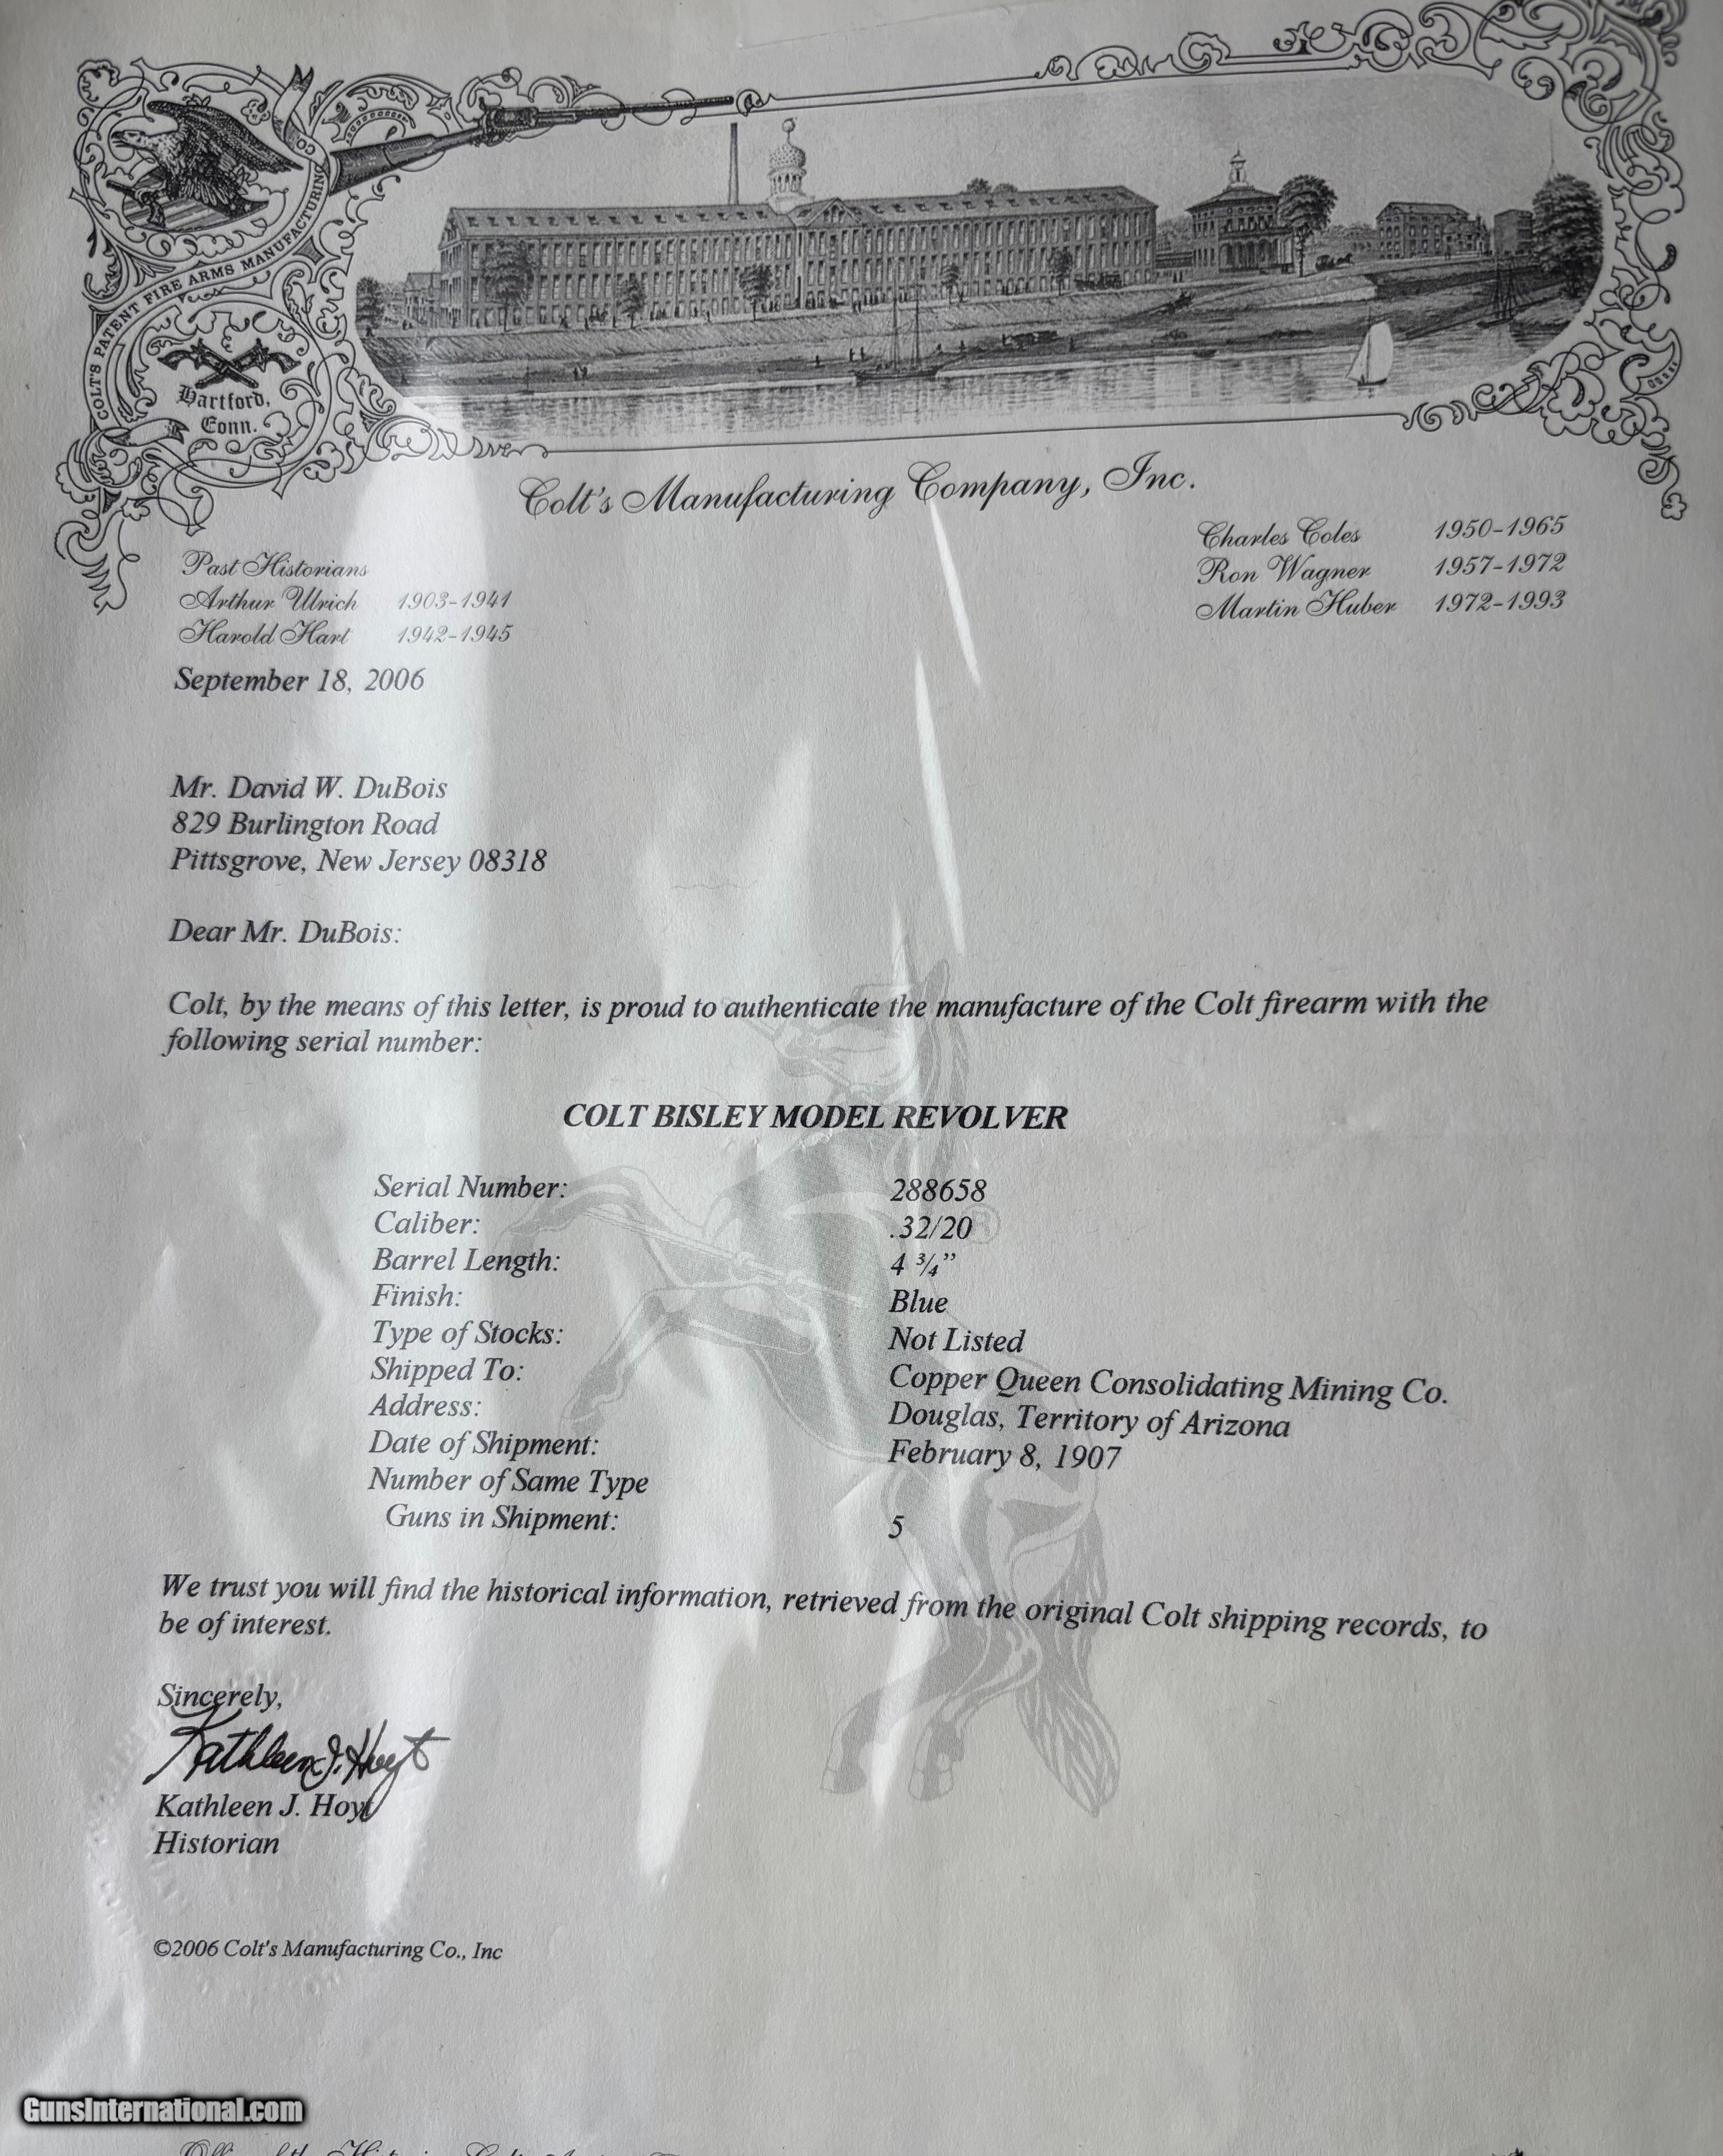 COLT'S PATENT FIRE ARMS MANUFACTURING CO
Hartford,
Conn.
Colt's Manufacturing Company, Inc.
Past Historians
Arthur Ulrich 1903-1941
Harold Hart 1942-1945
Charles Coles 1950-1965
Ron Wagner 1957-1972
Martin Huber 1972-1993
September 18, 2006
Mr. David W. DuBois
829 Burlington Road
Pittsgrove, New Jersey 08318
Dear Mr. DuBois:
Colt, by the means of this letter, is proud to authenticate the manufacture of the Colt firearm with the
following serial number:
COLT BISLEY MODEL REVOLVER
Serial Number: 288658
Caliber: .32/20
Barrel Length: 4 ¾”
Finish: Blue
Type of Stocks: Not Listed
Shipped To: Copper Queen Consolidating Mining Co.
Address: Douglas, Territory of Arizona
Date of Shipment: February 8, 1907
Number of Same Type
Guns in Shipment: 5
We trust you will find the historical information, retrieved from the original Colt shipping records, to
be of interest.
Sincerely,
Kathleen J. Hoyt
Kathleen J. Hoyt
Historian
©2006 Colt's Manufacturing Co., Inc
GunsInternational.com